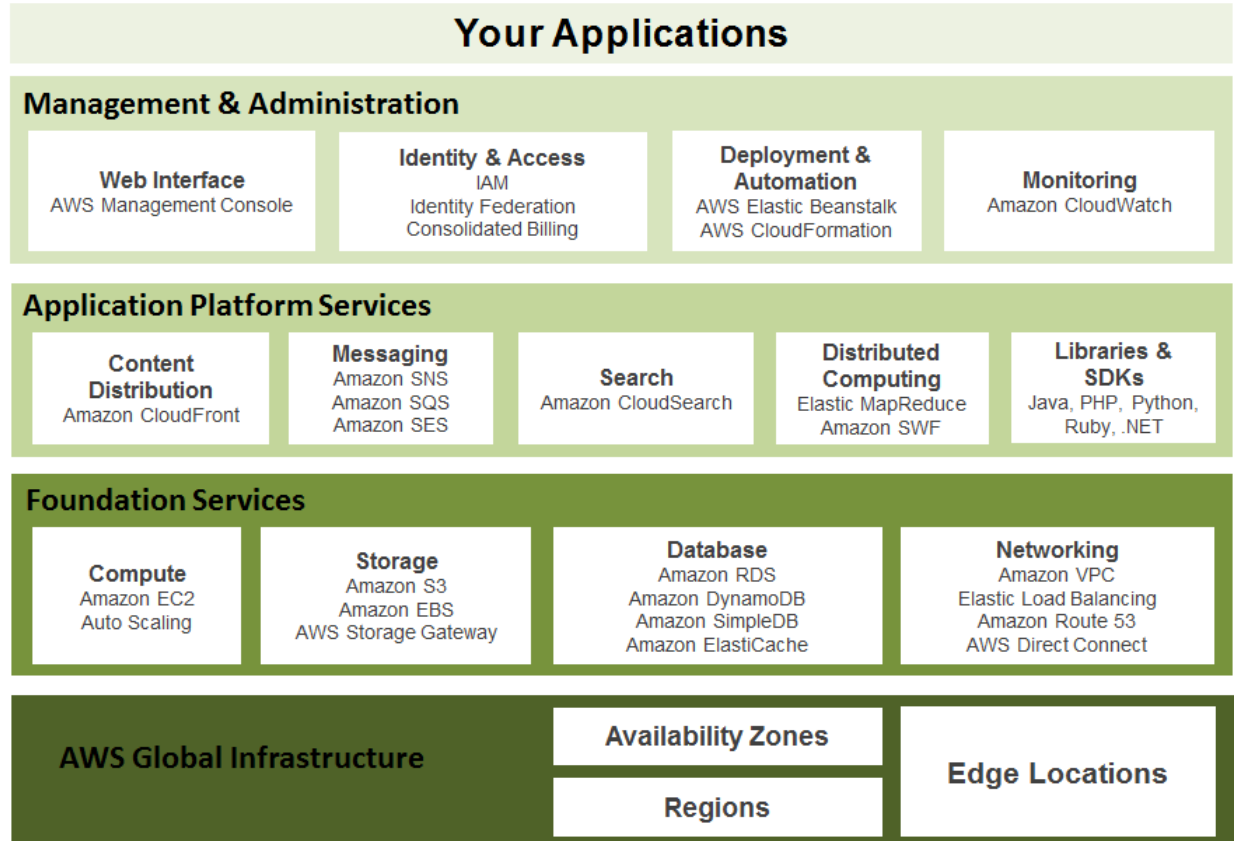 Your Applications
Management & Administration
Web Interface
AWS Management Console
Identity & Access
IAM
Identity Federation
Consolidated Billing
Deployment &
Automation
AWS Elastic Beanstalk
AWS CloudFormation
Monitoring
Amazon CloudWatch
Application Platform Services
Content
Distribution
Amazon CloudFront
Messaging
Amazon SNS
Amazon SQS
Amazon SES
Search
Amazon CloudSearch
Distributed
Computing
Elastic MapReduce
Amazon SWF
Libraries &
SDKs
Java, PHP, Python,
Ruby, .NET
Foundation Services
Compute
Amazon EC2
Auto Scaling
Storage
Amazon S3
Amazon EBS
AWS Storage Gateway
Database
Amazon RDS
Amazon DynamoDB
Amazon SimpleDB
Amazon ElastiCache
Networking
Amazon VPC
Elastic Load Balancing
Amazon Route 53
AWS Direct Connect
AWS Global Infrastructure
Availability Zones
Regions
Edge Locations